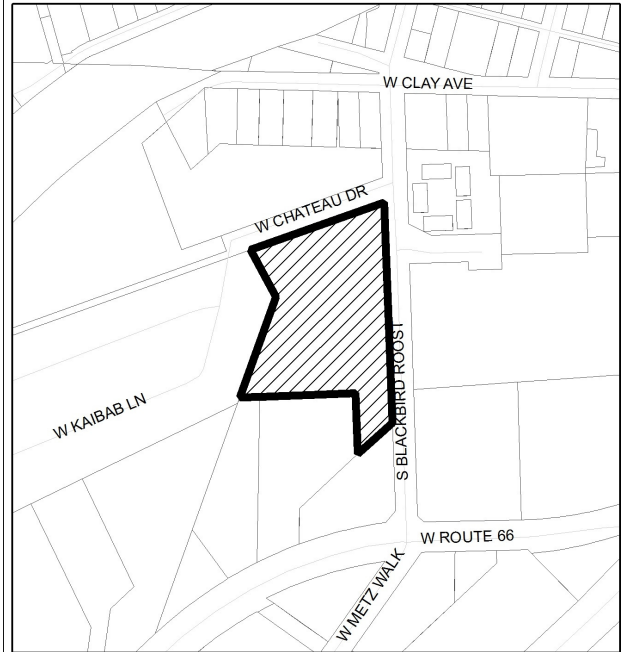 W CLAY AVE
W CHATEAU DR
S BLACKBIRD ROOST
W KAIBAB LN
W ROUTE 66
W METZ WALK